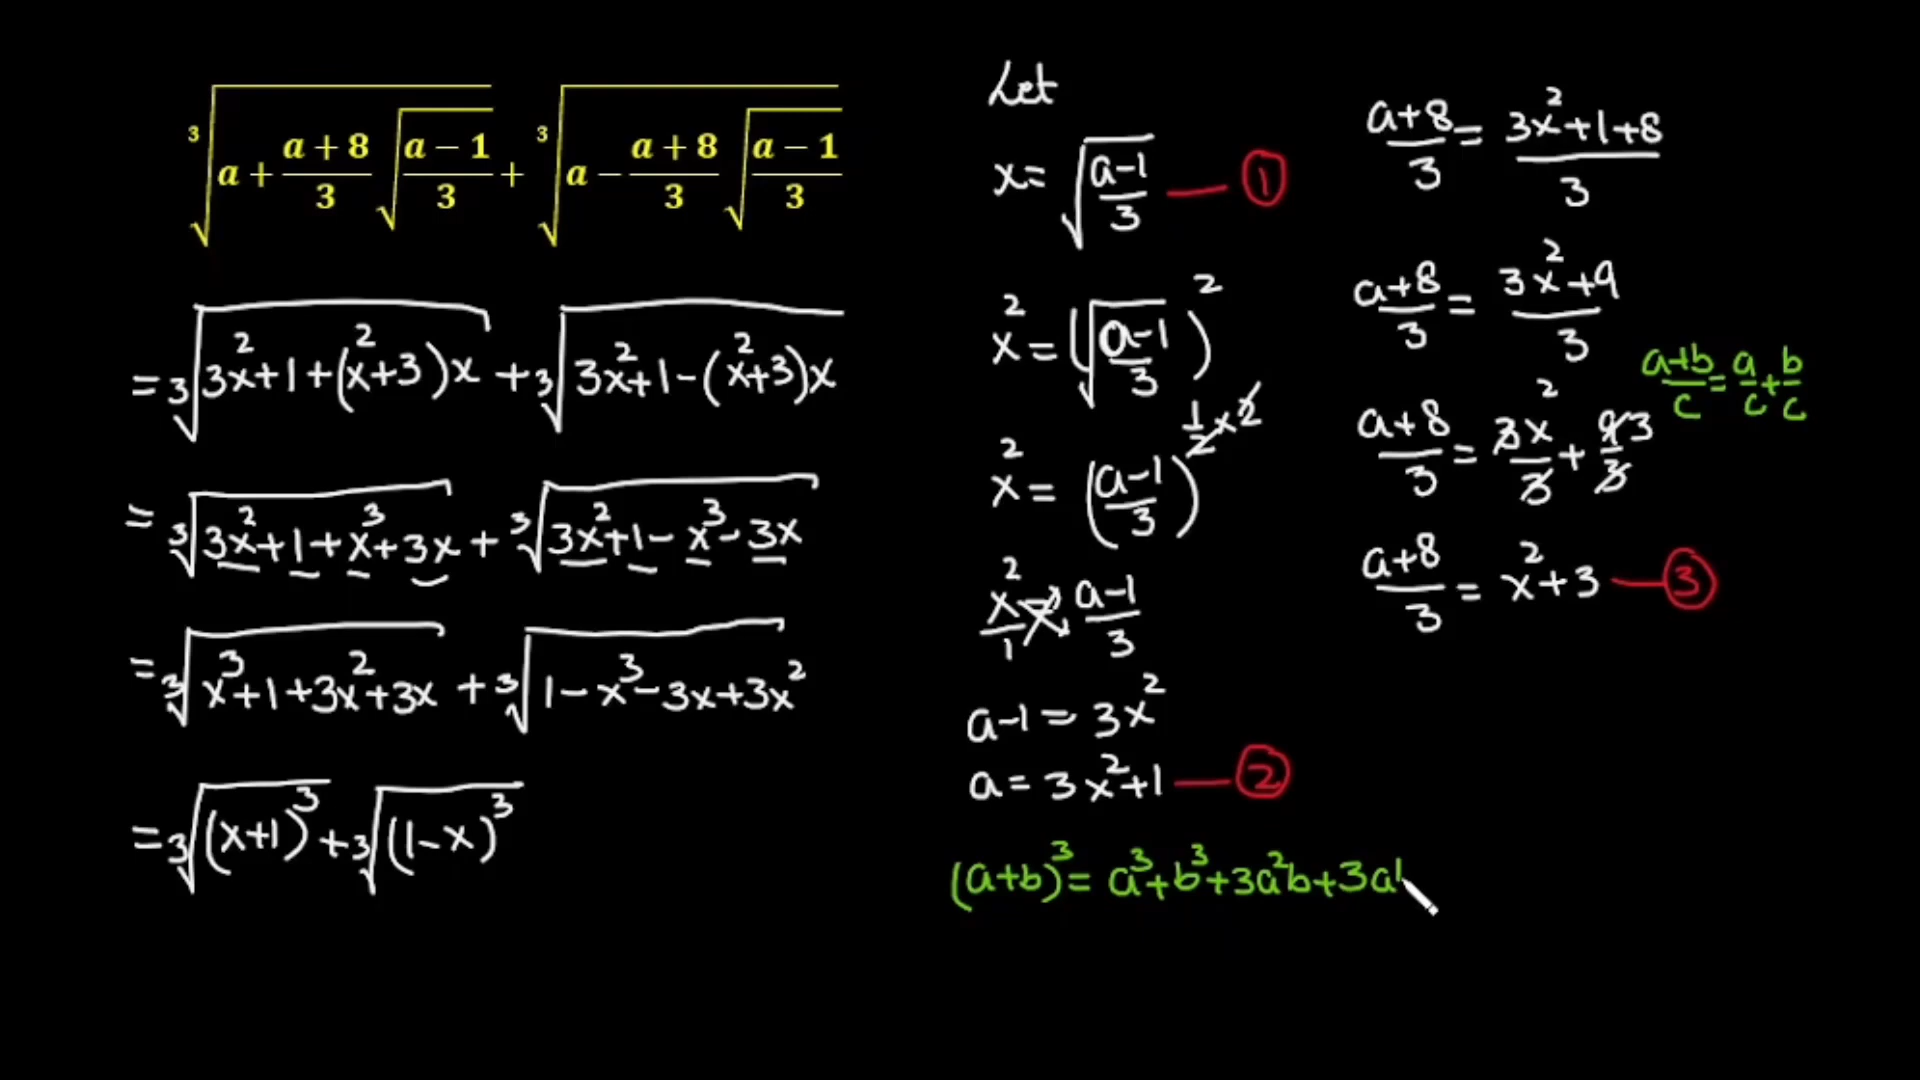 ∛(a + (a + 8)/3 √((a − 1)/3)) + ∛(a − (a + 8)/3 √((a − 1)/3))
= ∛(3x²+1+(x²+3)x) + ∛(3x²+1-(x²+3)x)
= ∛(3x²+1+x³+3x) + ∛(3x²+1-x³-3x)
= ∛(x³+1+3x²+3x) + ∛(1-x³-3x+3x²)
= ∛((x+1)³) + ∛((1-x)³)
Let
x = √((a-1)/3) — ①
x² = (√((a-1)/3))²
x² = ((a-1)/3)^(1/2 x 2)
x²/1 = (a-1)/3
a-1 = 3x²
a = 3x²+1 — ②
(a+b)³ = a³+b³+3a²b+3a
(a+8)/3 = (3x²+1+8)/3
(a+8)/3 = (3x²+9)/3
(a+b)/c = a/c + b/c
(a+8)/3 = 3x²/3 + 9/3 3
(a+8)/3 = x²+3 — ③